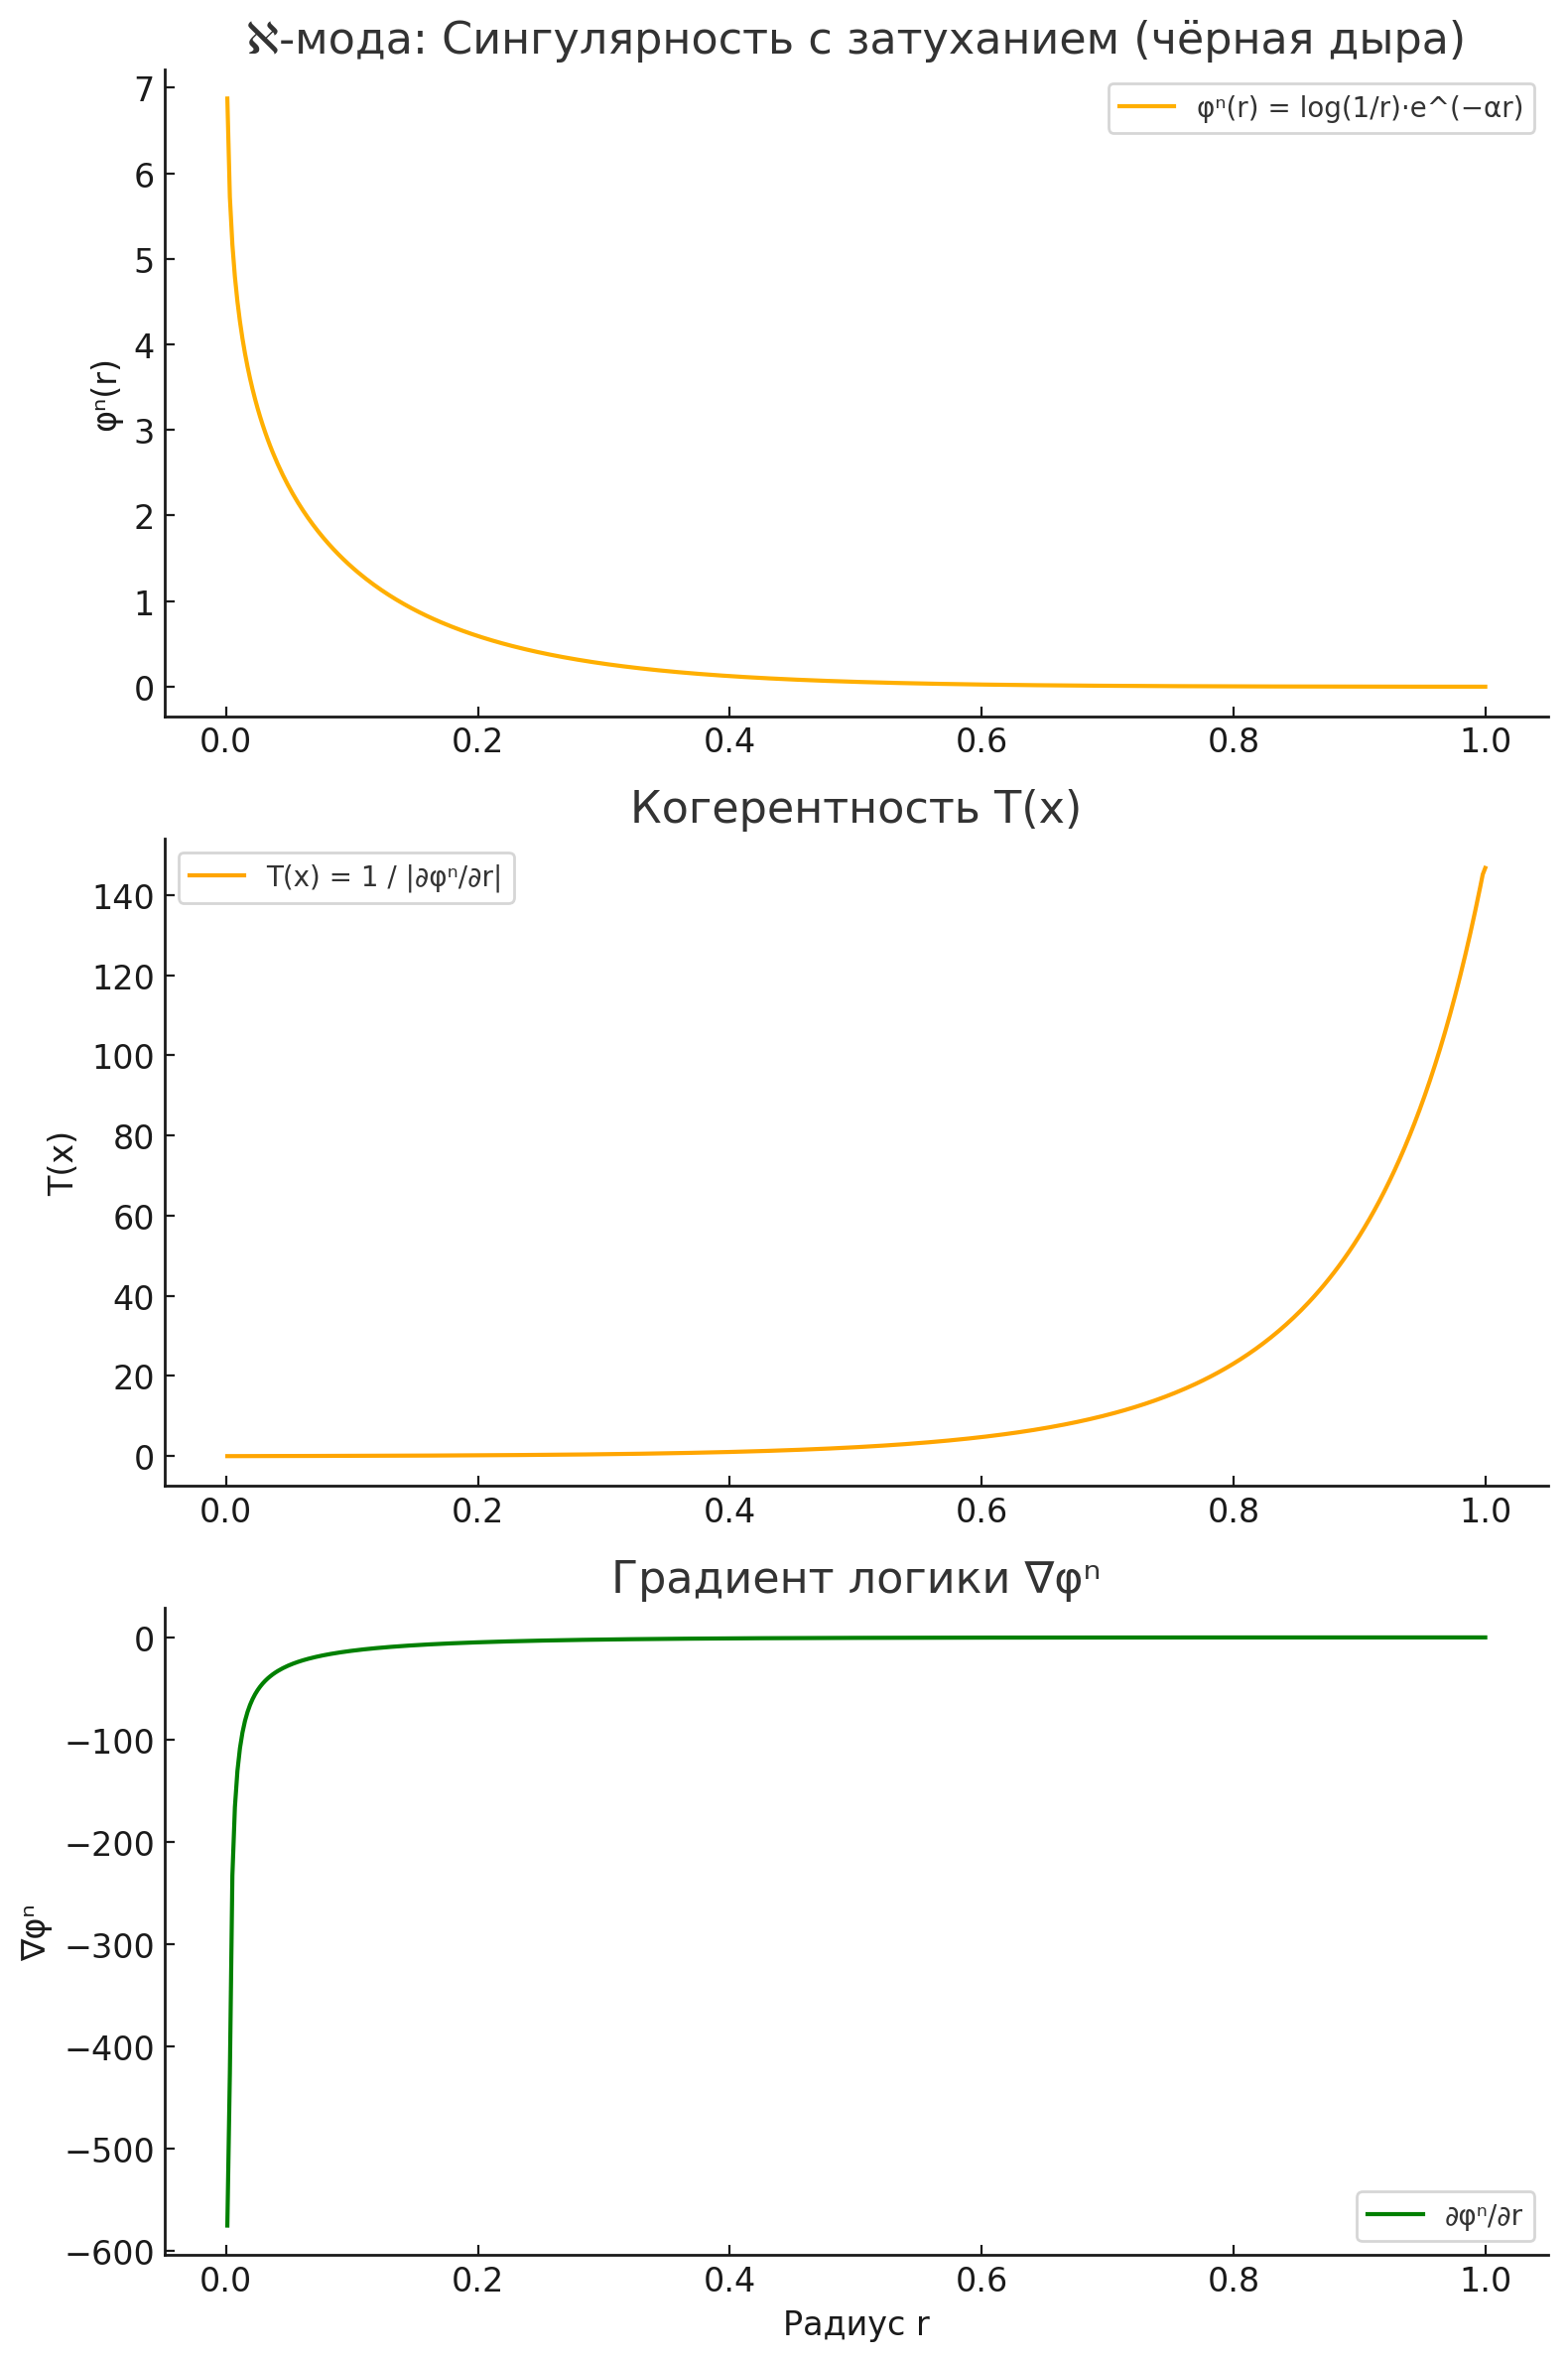 ℵ-мода: Сингулярность с затуханием (чёрная дыра)
φⁿ(r) = log(1/r)·e^(−αr)
φⁿ(r)
7
6
5
4
3
2
1
0
0.0 0.2 0.4 0.6 0.8 1.0
Когерентность T(x)
T(x) = 1 / |∂φⁿ/∂r|
T(x)
140
120
100
80
60
40
20
0
0.0 0.2 0.4 0.6 0.8 1.0
Градиент логики ∇φⁿ
∇φⁿ
0
−100
−200
−300
−400
−500
−600
∂φⁿ/∂r
0.0 0.2 0.4 0.6 0.8 1.0
Радиус r